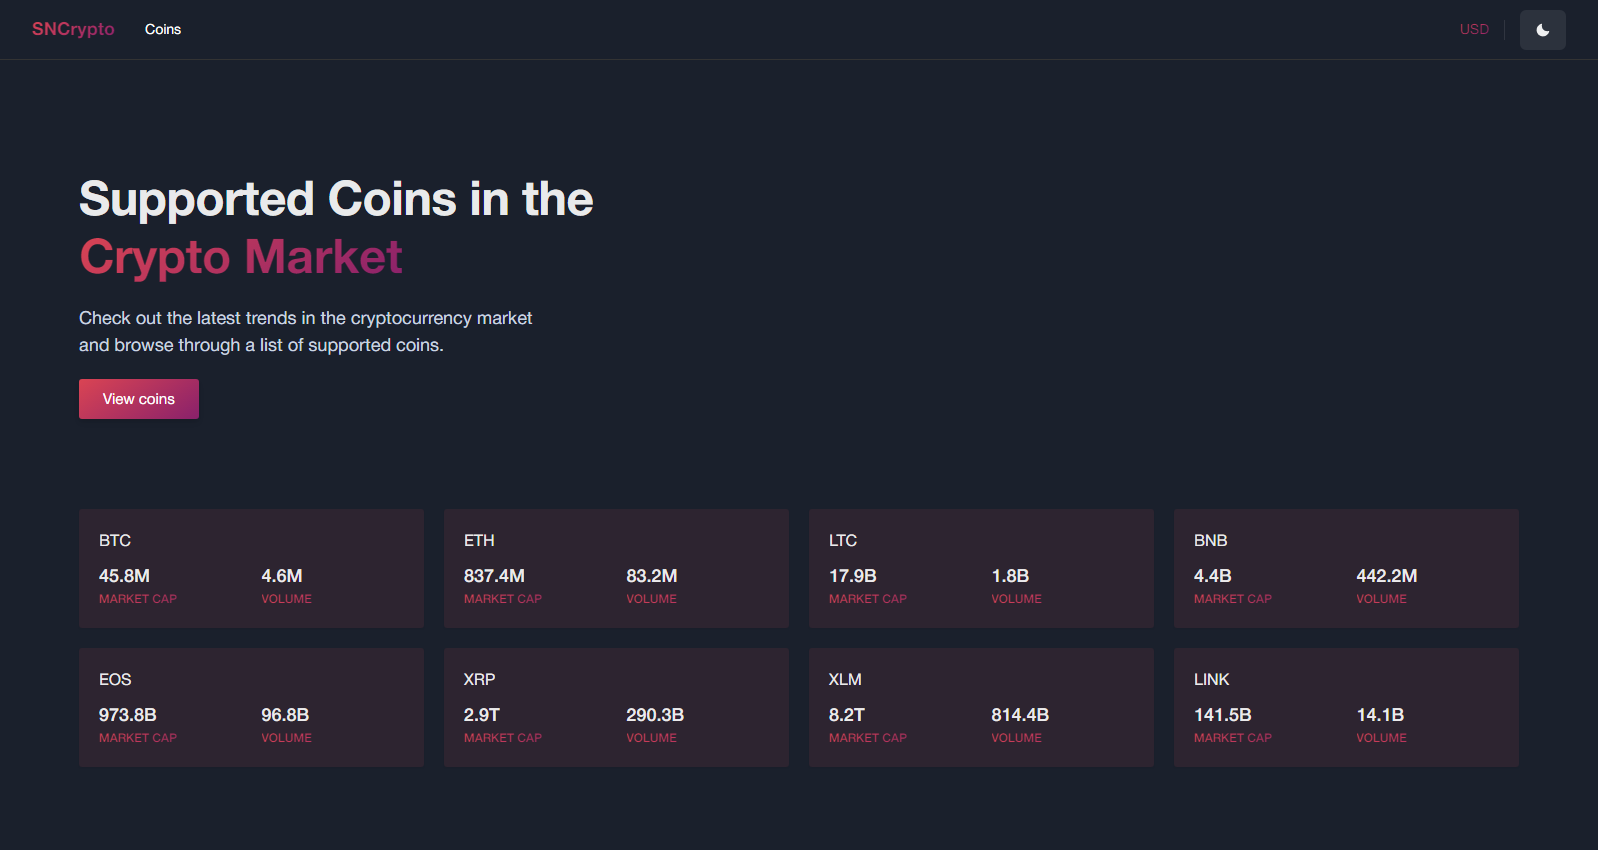 SNCrypto Coins USD
Supported Coins in the
Crypto Market
Check out the latest trends in the cryptocurrency market
and browse through a list of supported coins.
View coins
BTC
45.8M 4.6M
MARKET CAP VOLUME
ETH
837.4M 83.2M
MARKET CAP VOLUME
LTC
17.9B 1.8B
MARKET CAP VOLUME
BNB
4.4B 442.2M
MARKET CAP VOLUME
EOS
973.8B 96.8B
MARKET CAP VOLUME
XRP
2.9T 290.3B
MARKET CAP VOLUME
XLM
8.2T 814.4B
MARKET CAP VOLUME
LINK
141.5B 14.1B
MARKET CAP VOLUME